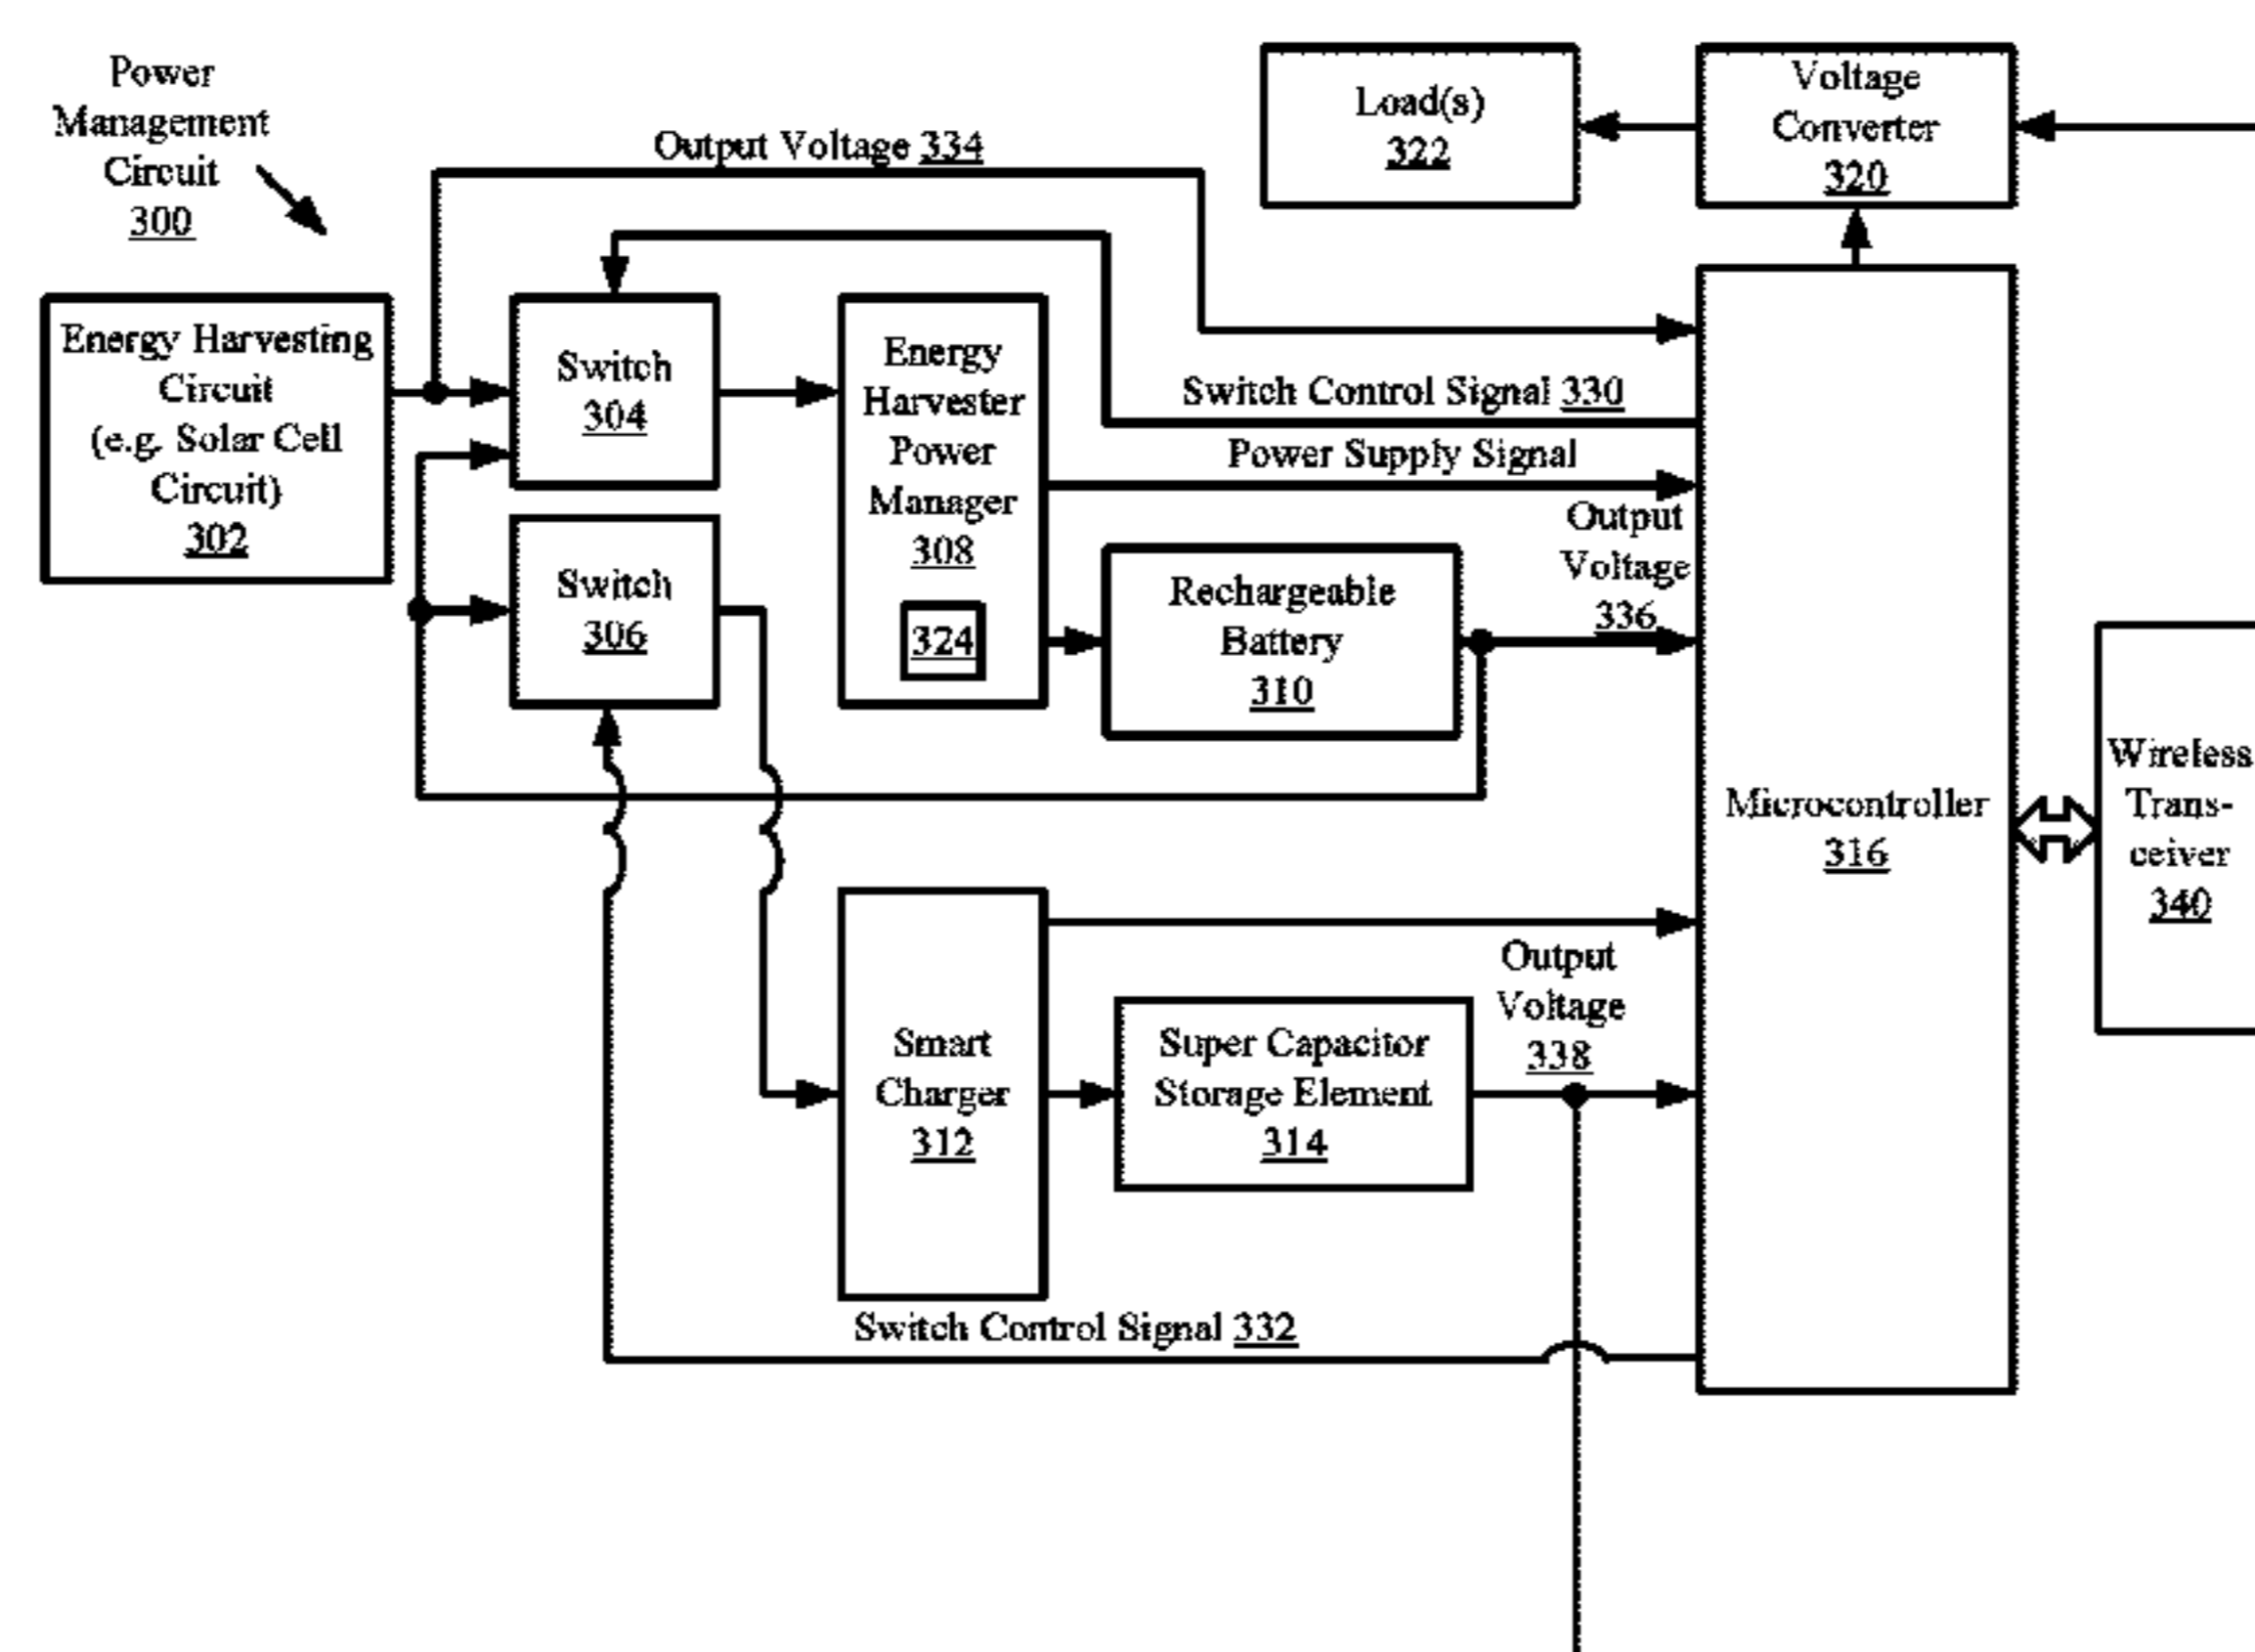 Power
Management
Circuit
300
Output Voltage 334
Load(s)
322
Voltage
Converter
320
Energy Harvesting
Circuit
(e.g. Solar Cell
Circuit)
302
Switch
304
Energy
Harvester
Power
Manager
308
324
Switch Control Signal 330
Power Supply Signal
Output
Voltage
336
Switch
306
Rechargeable
Battery
310
Microcontroller
316
Wireless
Trans-
ceiver
340
Smart
Charger
312
Super Capacitor
Storage Element
314
Output
Voltage
338
Switch Control Signal 332